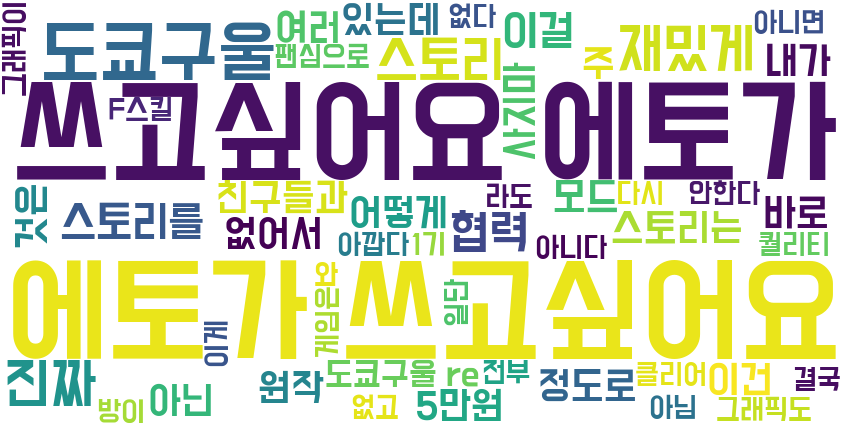 그래픽이
도쿄구울
여러
팬심으로
있는데
없다
스토리
이걸
주
재밌게
아니면
내가
쓰고싶어요 에토가
F스킬
사지마
것은
스토리를
친구들과
없어서
어떻게
아깝다
1기
협력
라도
아니다
모드
다시
스토리는
안한다
바로
퀄리티
에토가 쓰고싶어요
와
게임은
일단
이게
진짜
방이
아닌
원작
도쿄구울 re
없고
5만원
전부
정도로
클리어
아님
이건
그래픽도
결국